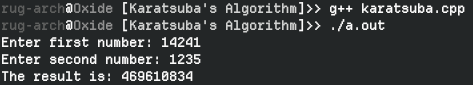 rug-arch@Oxide [Karatsuba's Algorithm]>> g++ karatsuba.cpp
rug-arch@Oxide [Karatsuba's Algorithm]>> ./a.out
Enter first number: 14241
Enter second number: 1235
The result is: 469610834